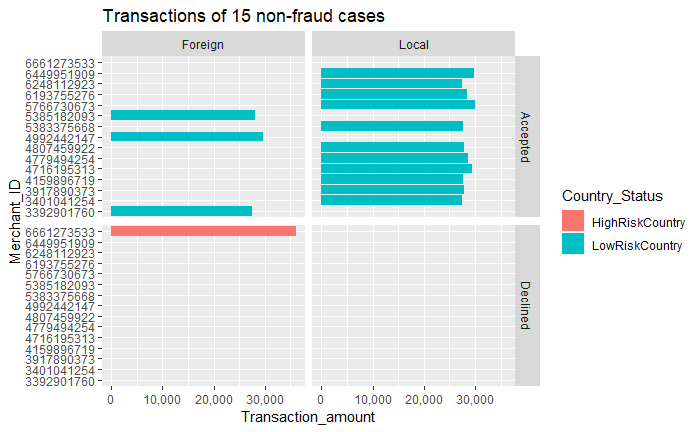 Transactions of 15 non-fraud cases
Foreign
Local
6661273533
6449951909
6248112923
6193755276
5766730673
5385182093
5383375668
4992442147
4807459922
4779494254
4716195313
4159896719
3917890373
3401041254
3392901760
Accepted
6661273533
6449951909
6248112923
6193755276
5766730673
5385182093
5383375668
4992442147
4807459922
4779494254
4716195313
4159896719
3917890373
3401041254
3392901760
Declined
Merchant_ID
0 10,000 20,000 30,000
0 10,000 20,000 30,000
Transaction_amount
Country_Status
HighRiskCountry
LowRiskCountry